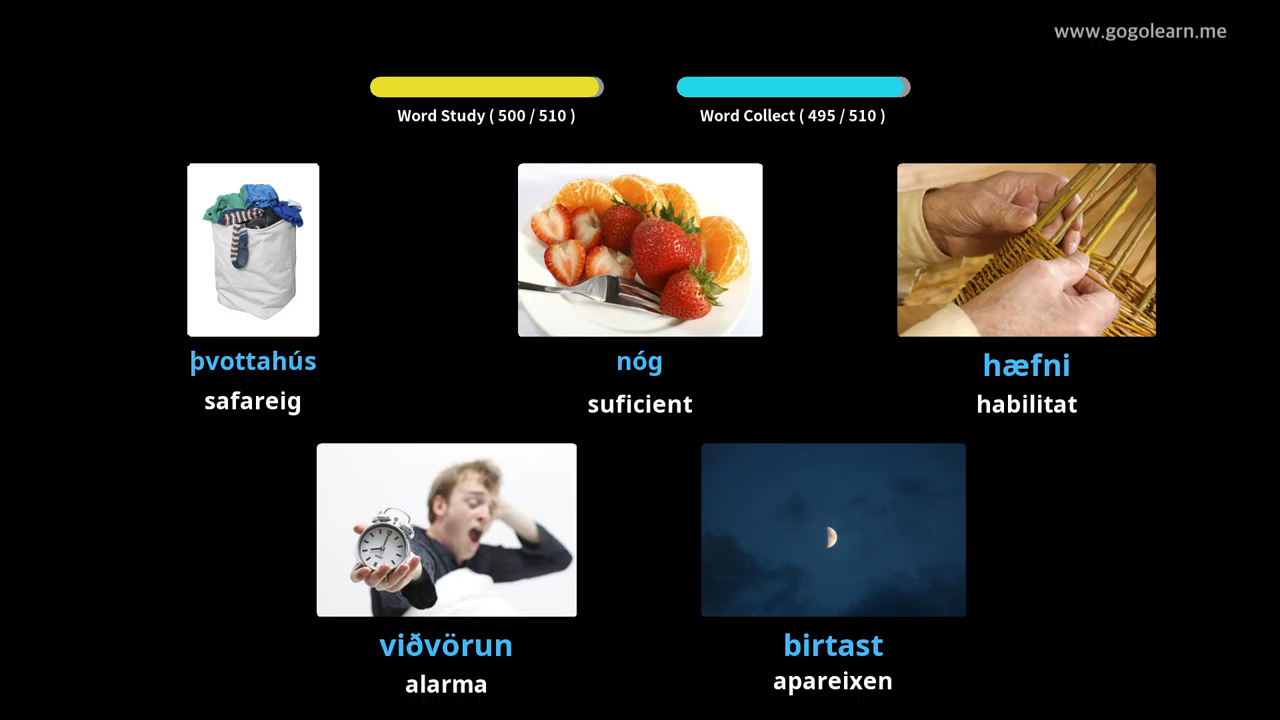 www.gogolearn.me
Word Study ( 500 / 510 )
Word Collect ( 495 / 510 )
þvottahús
safareig
nóg
suficient
hæfni
habilitat
viðvörun
alarma
birtast
apareixen